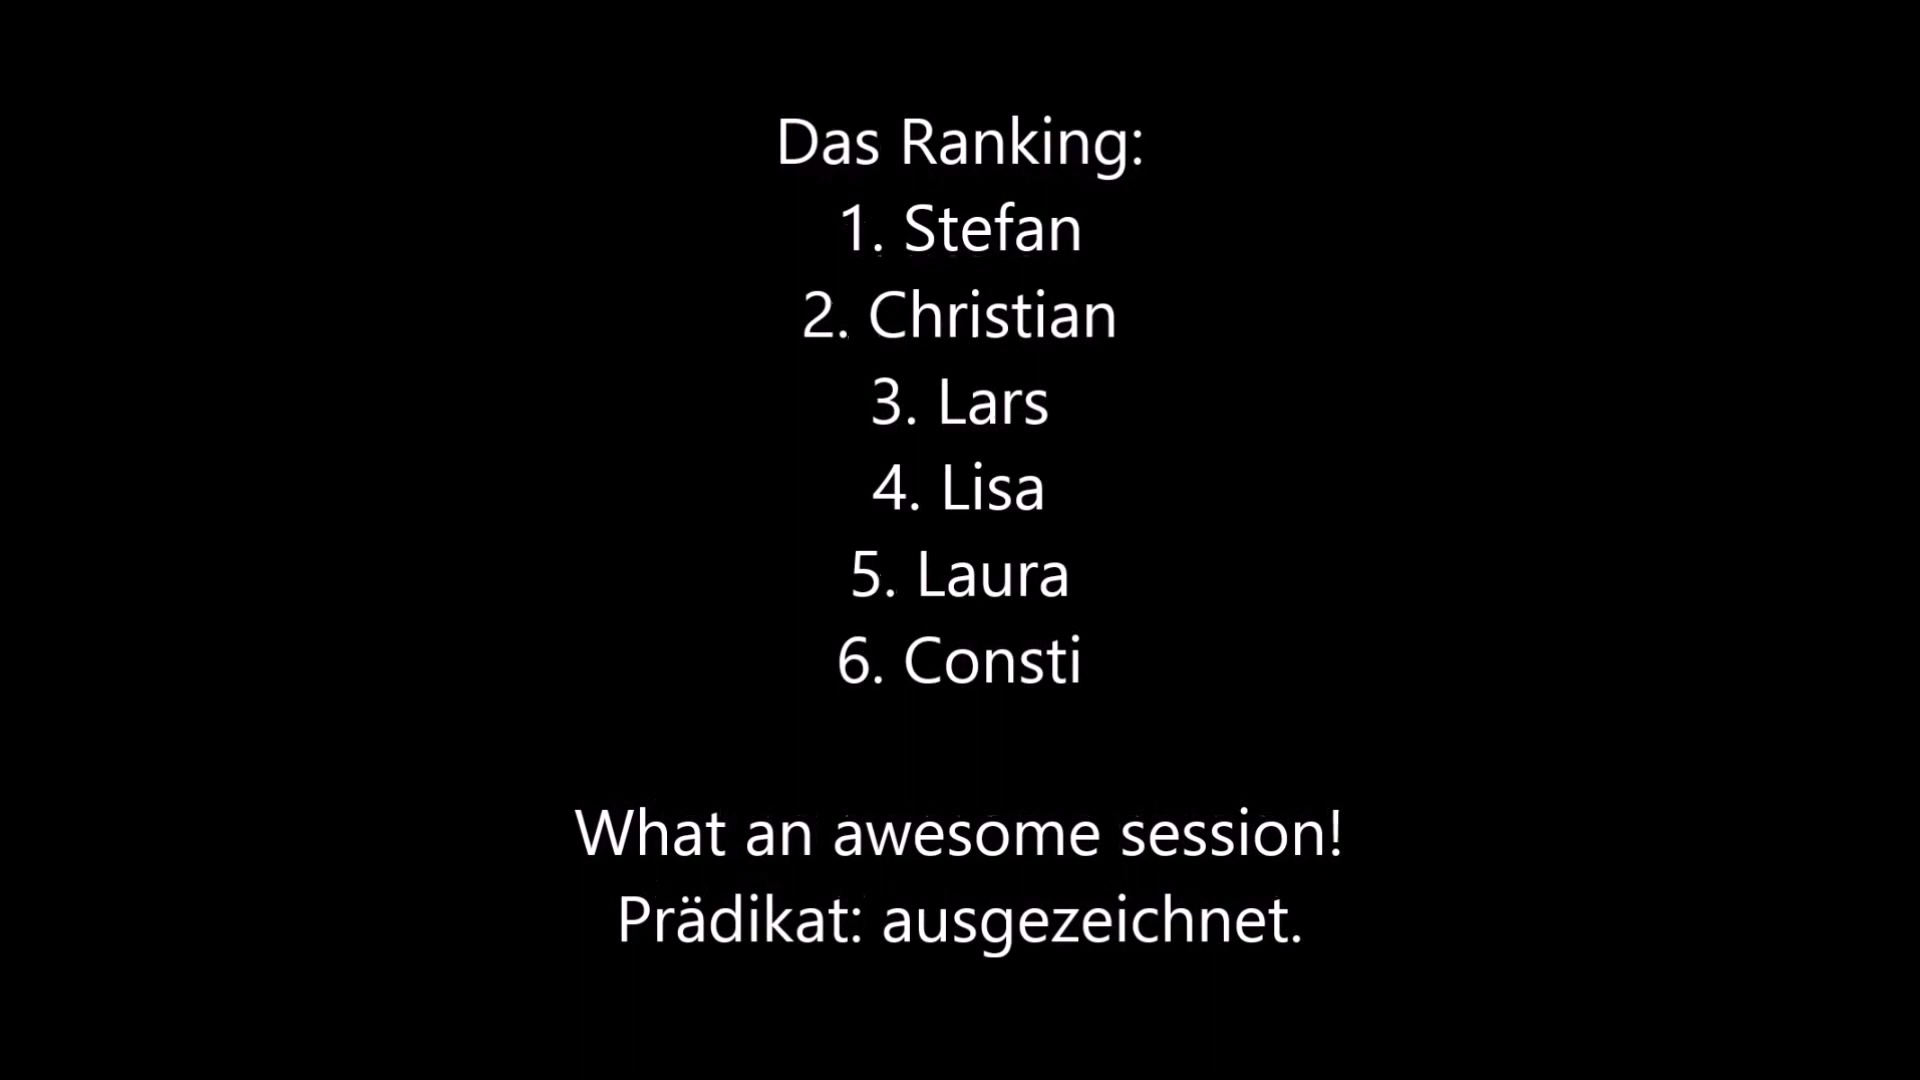 Das Ranking:
1. Stefan
2. Christian
3. Lars
4. Lisa
5. Laura
6. Consti
What an awesome session!
Prädikat: ausgezeichnet.